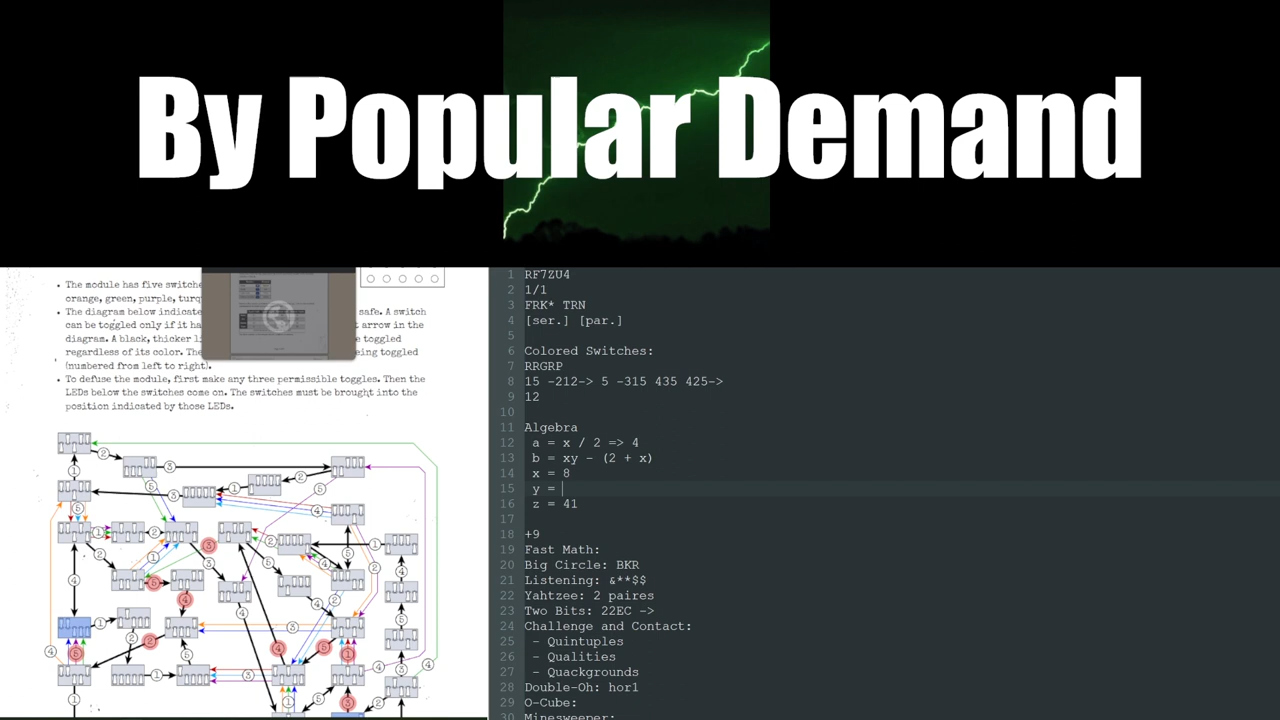 By Popular Demand
The module has five switche
orange, green, purple, turq
The diagram below indicate safe. A switch
can be toggled only if it ha t arrow in the
diagram. A black, thicker li e toggled
regardless of its color. The eing toggled
(numbered from left to right).
To defuse the module, first make any three permissible toggles. Then the
LEDs below the switches come on. The switches must be brought into the
position indicated by those LEDs.
1 RF7ZU4
2 1/1
3 FRK* TRN
4 [ser.] [par.]
5
6 Colored Switches:
7 RRGRP
8 15 -212-> 5 -315 435 425->
9 12
10
11 Algebra
12 a = x / 2 => 4
13 b = xy - (2 + x)
14 x = 8
15 y =
16 z = 41
17
18 +9
19 Fast Math:
20 Big Circle: BKR
21 Listening: &**$$
22 Yahtzee: 2 paires
23 Two Bits: 22EC ->
24 Challenge and Contact:
25 - Quintuples
26 - Qualities
27 - Quackgrounds
28 Double-Oh: hor1
29 O-Cube:
30 Minesweeper: